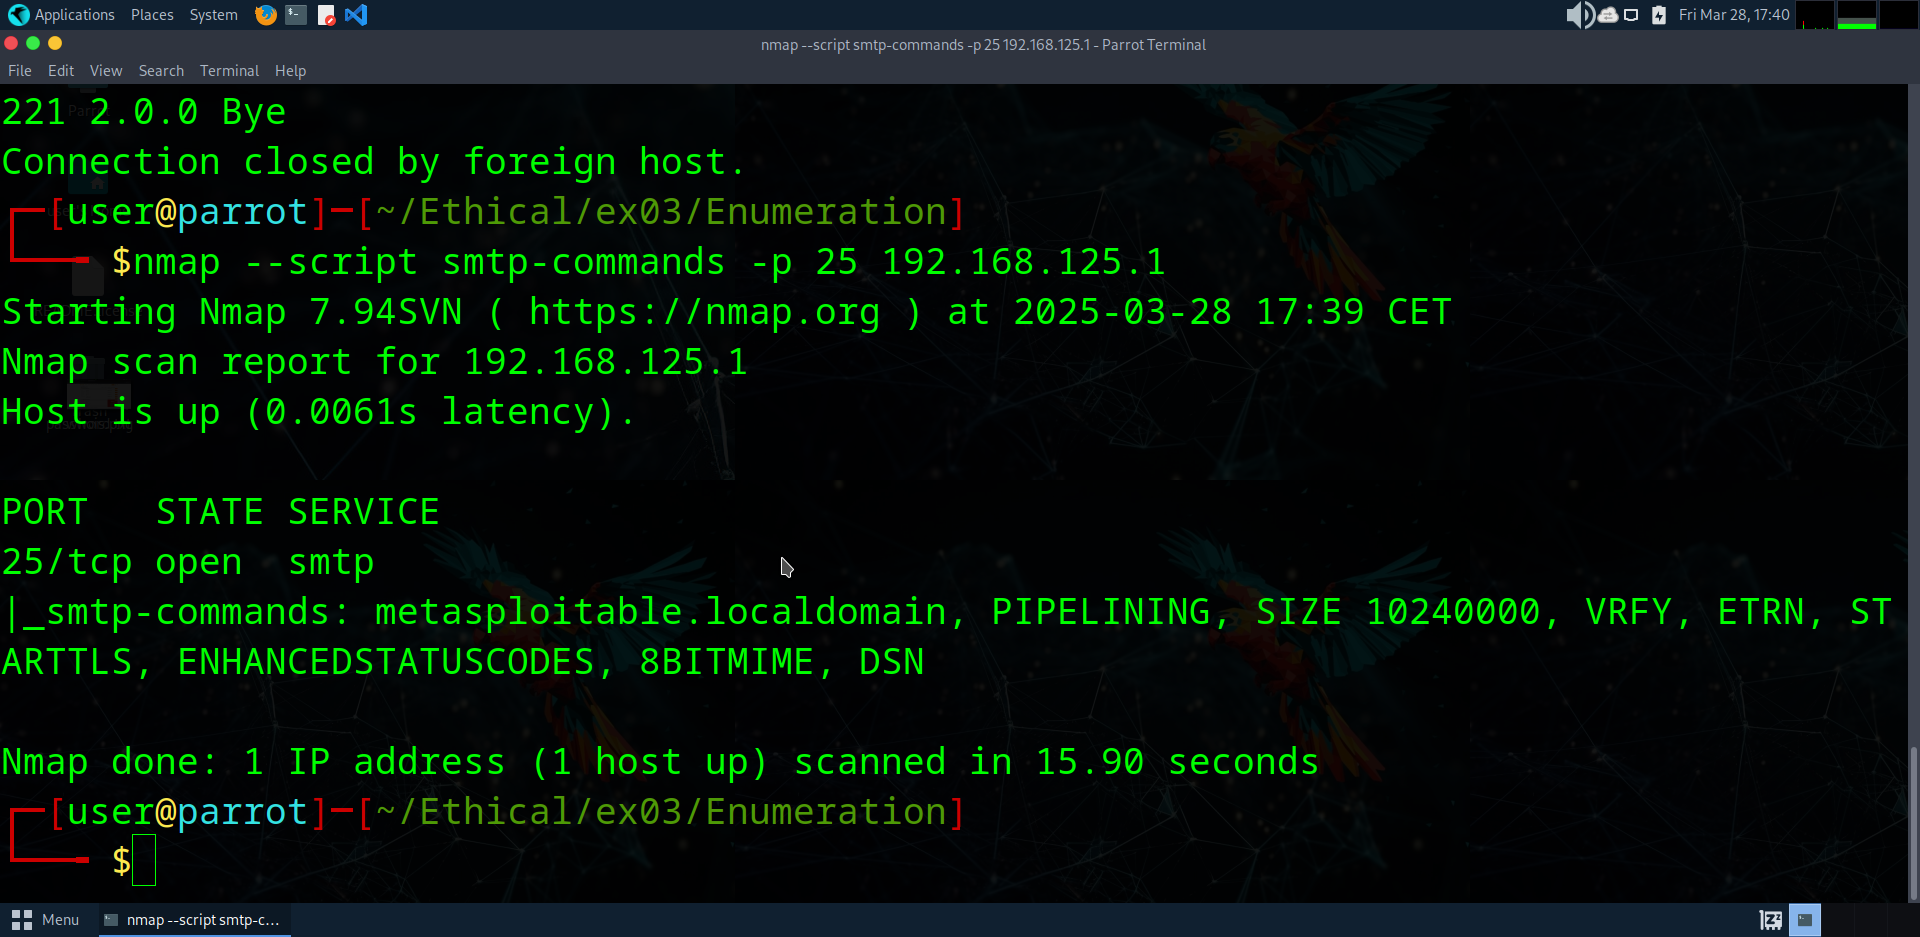 Applications Places System
Fri Mar 28, 17:40
nmap --script smtp-commands -p 25 192.168.125.1 - Parrot Terminal
File Edit View Search Terminal Help
221 2.0.0 Bye
Connection closed by foreign host.
┌─[user@parrot]─[~/Ethical/ex03/Enumeration]
└──╼ $nmap --script smtp-commands -p 25 192.168.125.1
Starting Nmap 7.94SVN ( https://nmap.org ) at 2025-03-28 17:39 CET
Nmap scan report for 192.168.125.1
Host is up (0.0061s latency).
PORT   STATE SERVICE
25/tcp open  smtp
|_smtp-commands: metasploitable.localdomain, PIPELINING, SIZE 10240000, VRFY, ETRN, ST
ARTTLS, ENHANCEDSTATUSCODES, 8BITMIME, DSN
Nmap done: 1 IP address (1 host up) scanned in 15.90 seconds
┌─[user@parrot]─[~/Ethical/ex03/Enumeration]
└──╼ $
Menu nmap --script smtp-c...